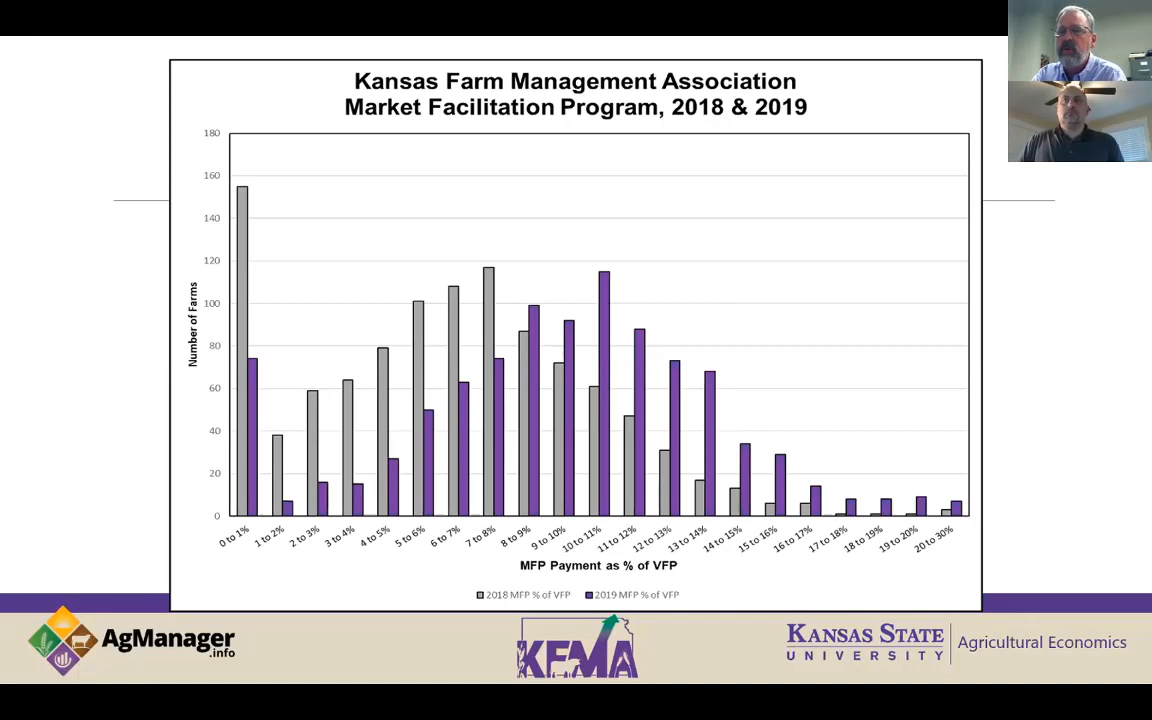 Kansas Farm Management Association
Market Facilitation Program, 2018 & 2019
180
160
140
120
100
80
60
40
20
0
Number of Farms
0 to 1%
1 to 2%
2 to 3%
3 to 4%
4 to 5%
5 to 6%
6 to 7%
7 to 8%
8 to 9%
9 to 10%
10 to 11%
11 to 12%
12 to 13%
13 to 14%
14 to 15%
15 to 16%
16 to 17%
17 to 18%
18 to 19%
19 to 20%
20 to 30%
MFP Payment as % of VFP
2018 MFP % of VFP
2019 MFP % of VFP
AgManager
.info
KFMA
KANSAS STATE
UNIVERSITY
Agricultural Economics